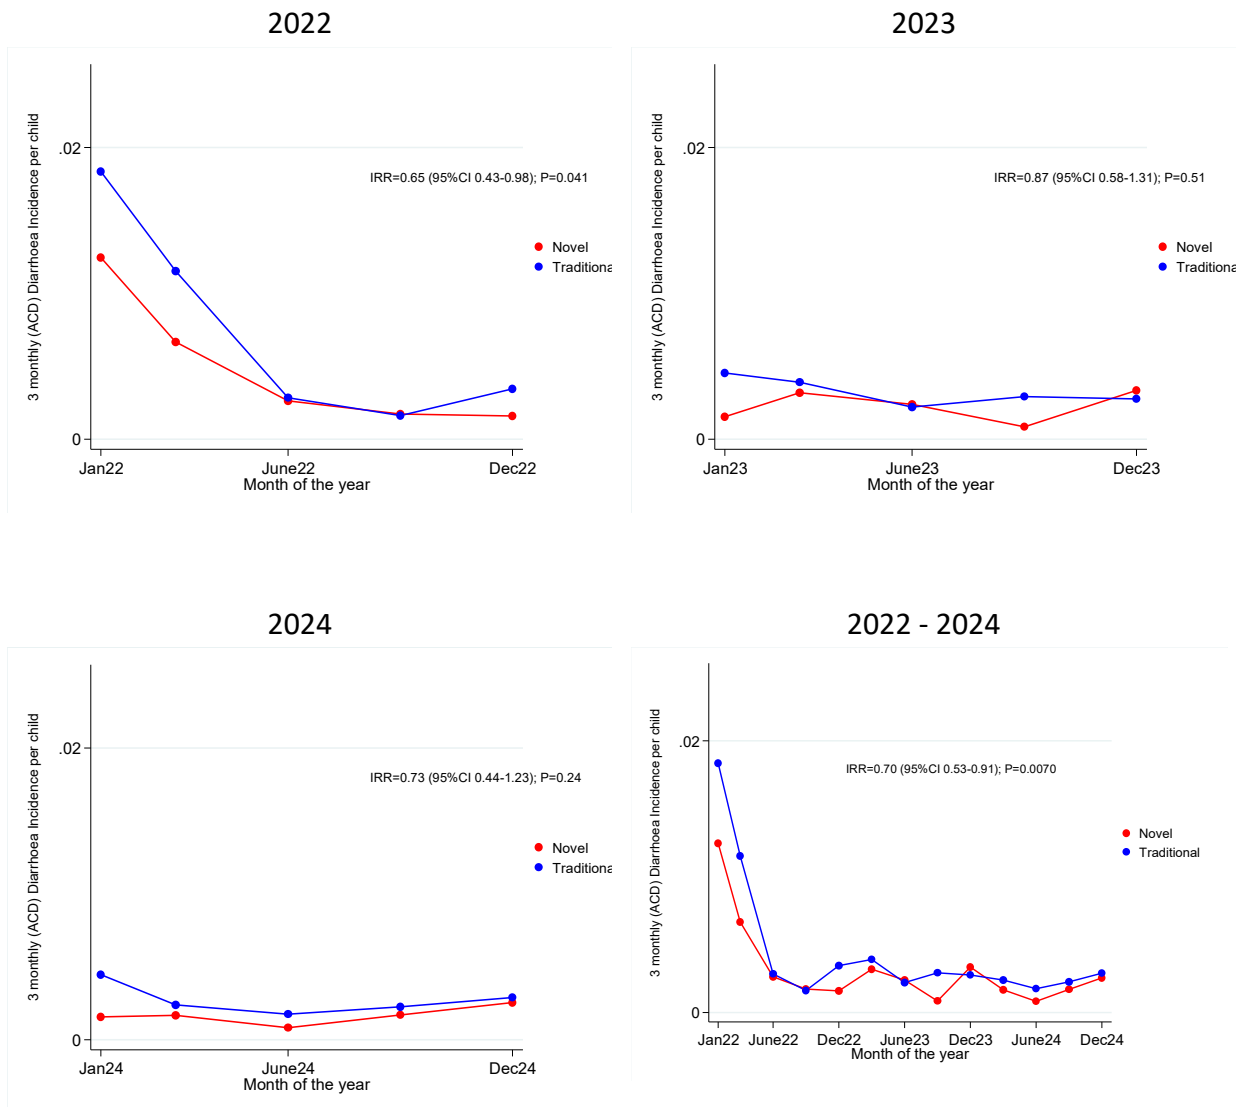 2022
3 monthly (ACD) Diarrhoea Incidence per child
.02
0
IRR=0.65 (95%CI 0.43-0.98); P=0.041
Novel
Traditiona
Jan22 June22 Dec22
Month of the year
2023
3 monthly (ACD) Diarrhoea Incidence per child
.02
0
IRR=0.87 (95%CI 0.58-1.31); P=0.51
Novel
Traditiona
Jan23 June23 Dec23
Month of the year
2024
3 monthly (ACD) Diarrhoea Incidence per child
.02
0
IRR=0.73 (95%CI 0.44-1.23); P=0.24
Novel
Traditiona
Jan24 June24 Dec24
Month of the year
2022 - 2024
3 monthly (ACD) Diarrhoea Incidence per child
.02
0
IRR=0.70 (95%CI 0.53-0.91); P=0.0070
Novel
Traditional
Jan22 June22 Dec22 June23 Dec23 June24 Dec24
Month of the year